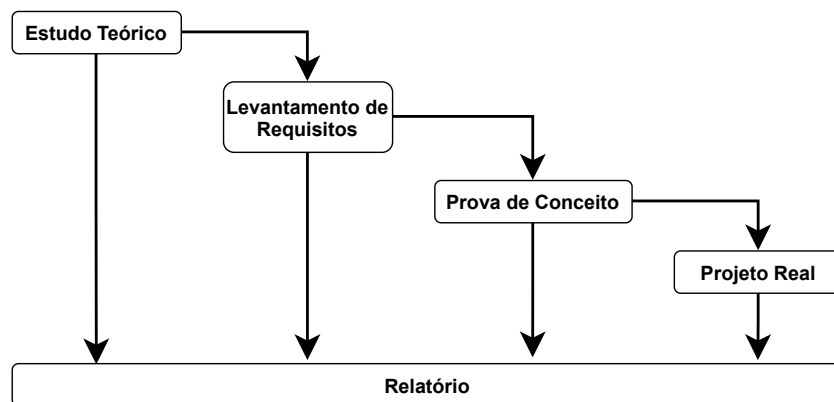 Estudo Teórico
Levantamento de
Requisitos
Prova de Conceito
Projeto Real
Relatório